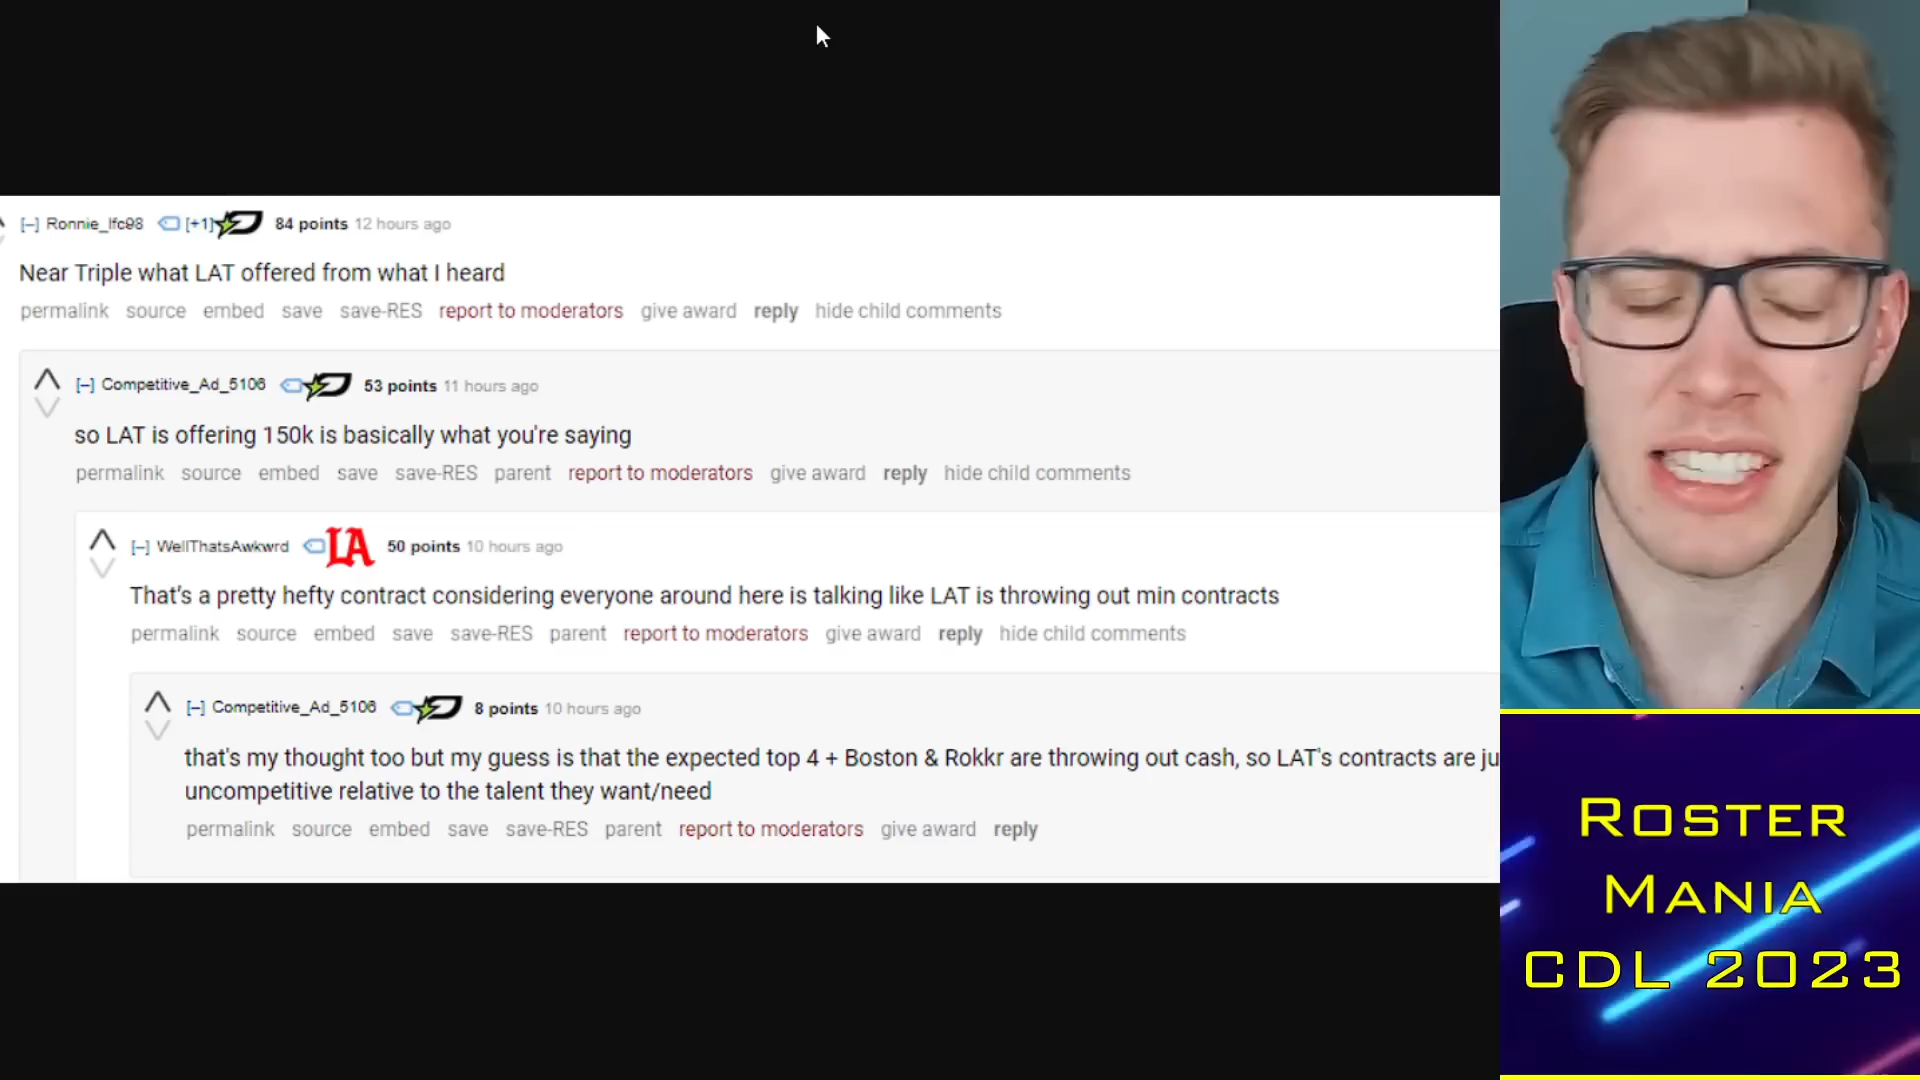 [–] Ronnie_lfc98 [+1] 84 points 12 hours ago
Near Triple what LAT offered from what I heard
permalink source embed save save-RES report to moderators give award reply hide child comments
[–] Competitive_Ad_5106 53 points 11 hours ago
so LAT is offering 150k is basically what you're saying
permalink source embed save save-RES parent report to moderators give award reply hide child comments
[–] WellThatsAwkwrd LA 50 points 10 hours ago
That's a pretty hefty contract considering everyone around here is talking like LAT is throwing out min contracts
permalink source embed save save-RES parent report to moderators give award reply hide child comments
[–] Competitive_Ad_5106 8 points 10 hours ago
that's my thought too but my guess is that the expected top 4 + Boston & Rokkr are throwing out cash, so LAT's contracts are ju
uncompetitive relative to the talent they want/need
permalink source embed save save-RES parent report to moderators give award reply
Roster
Mania
CDL 2023